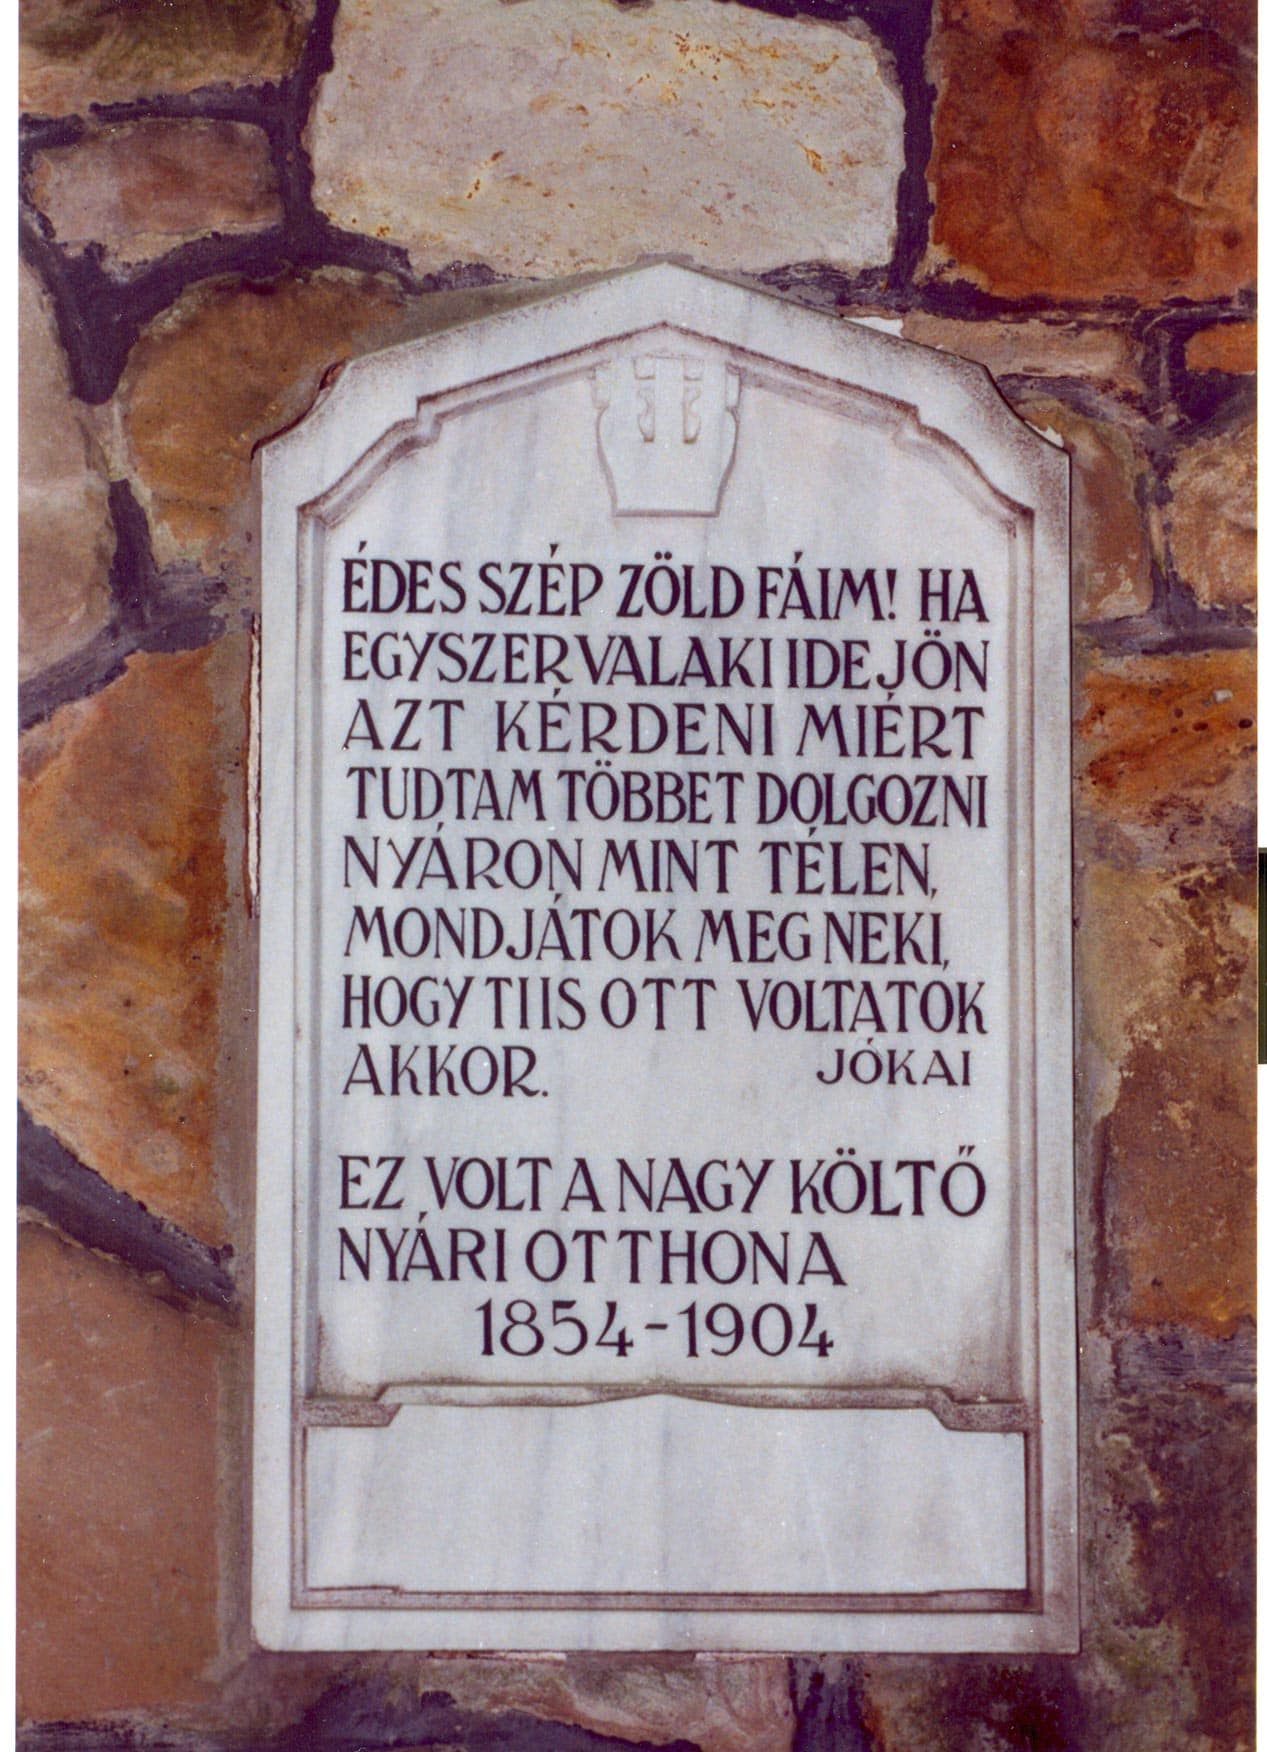 ÉDES SZÉP ZÖLD FÁIM! HA
EGYSZER VALAKI IDE JÖN
AZT KÉRDENI MIÉRT
TUDTAM TÖBBET DOLGOZNI
NYÁRON MINT TÉLEN,
MONDJÁTOK MEG NEKI,
HOGY TI IS OTT VOLTATOK
AKKOR. JÓKAI
EZ VOLT A NAGY KÖLTŐ
NYÁRI OTTHONA
1854-1904